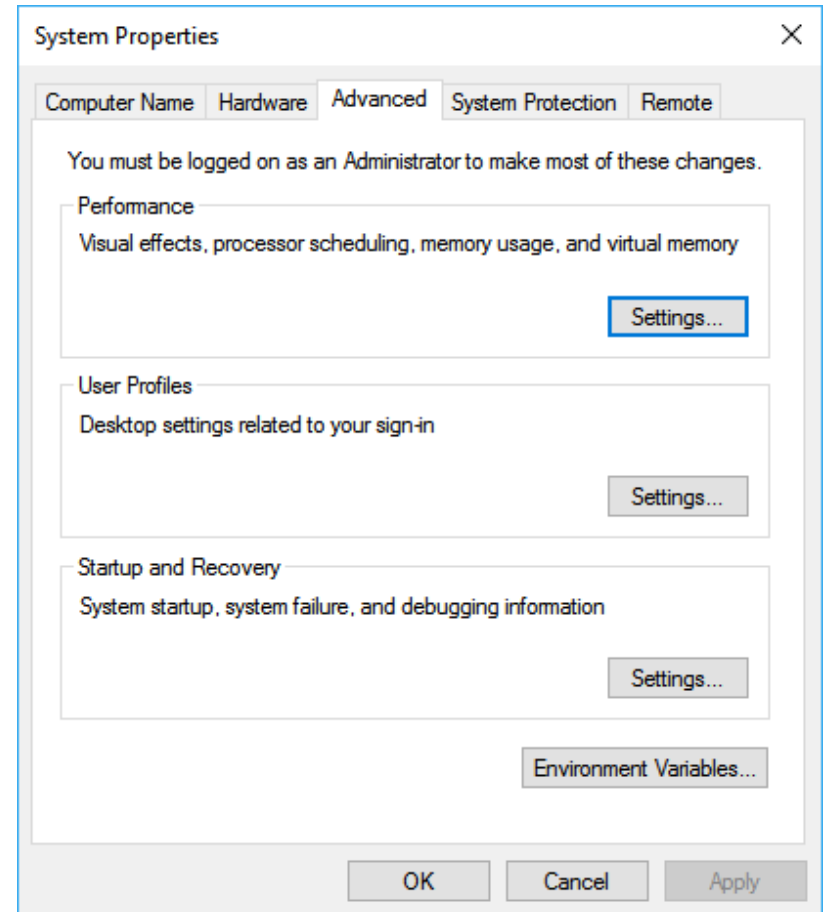 System Properties
Computer Name Hardware Advanced System Protection Remote
You must be logged on as an Administrator to make most of these changes.
Performance
Visual effects, processor scheduling, memory usage, and virtual memory
Settings...
User Profiles
Desktop settings related to your sign-in
Settings...
Startup and Recovery
System startup, system failure, and debugging information
Settings...
Environment Variables...
OK Cancel Apply